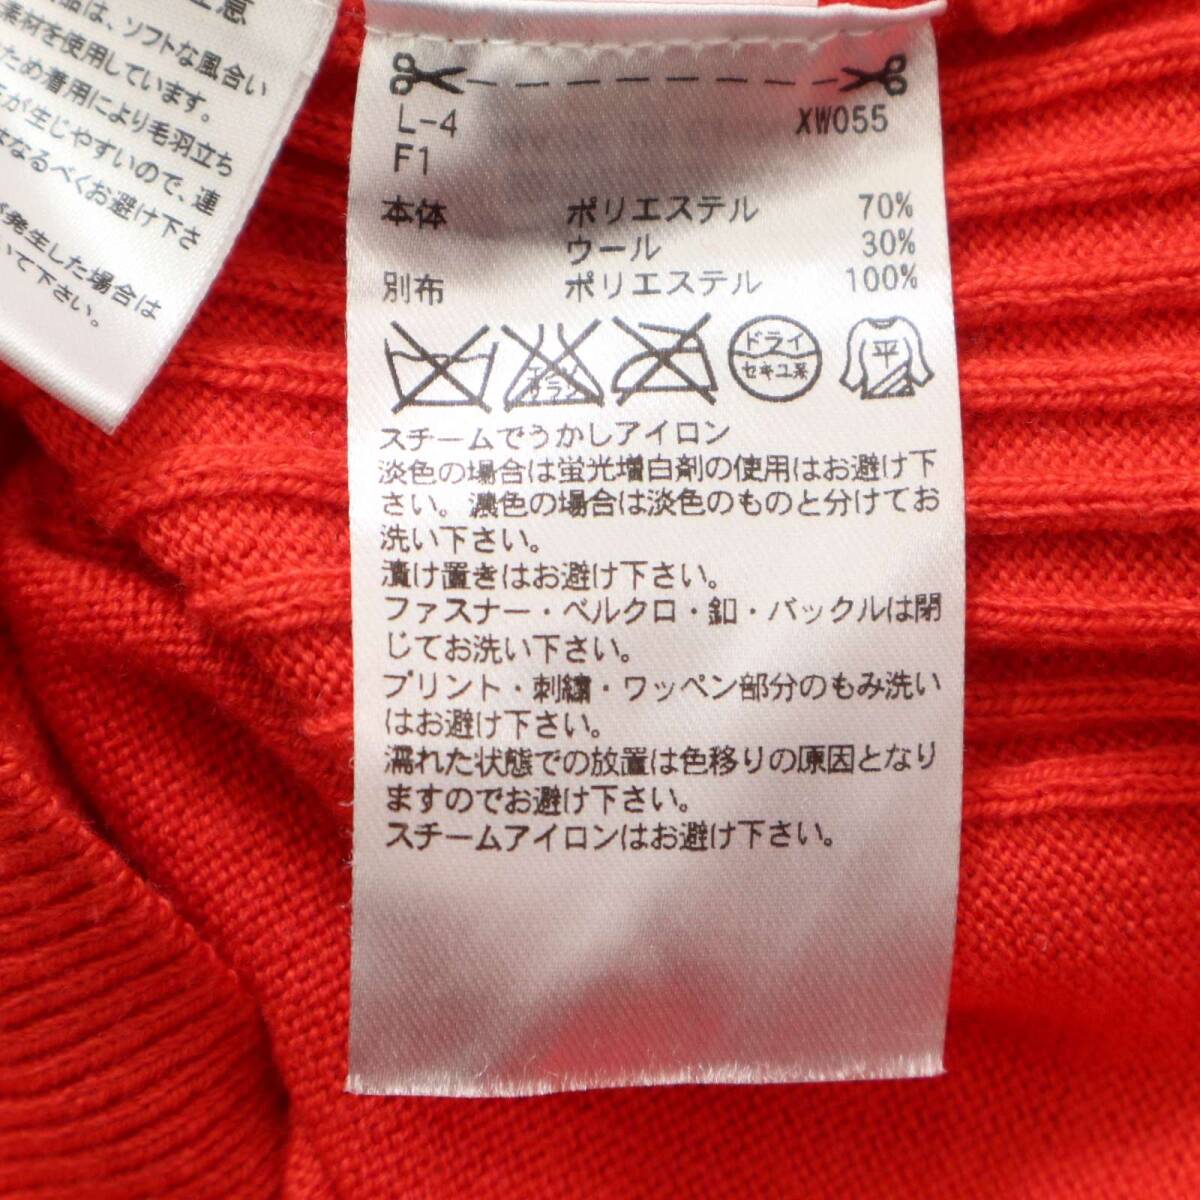 品は、ソフトな風合い
素材を使用しています。
ため着用により毛羽立ち
が生じやすいので、連
なるべくお避け下さ
が発生した場合は
いて下さい。
L-4 XW055
F1
本体 ポリエステル 70%
ウール 30%
別布 ポリエステル 100%
ドライ
セキユ系
平
スチームでうかしアイロン
淡色の場合は蛍光増白剤の使用はお避け下
さい。濃色の場合は淡色のものと分けてお
洗い下さい。
漬け置きはお避け下さい。
ファスナー・ベルクロ・釦・バックルは閉
じてお洗い下さい。
プリント・刺繍・ワッペン部分のもみ洗い
はお避け下さい。
濡れた状態での放置は色移りの原因となり
ますのでお避け下さい。
スチームアイロンはお避け下さい。